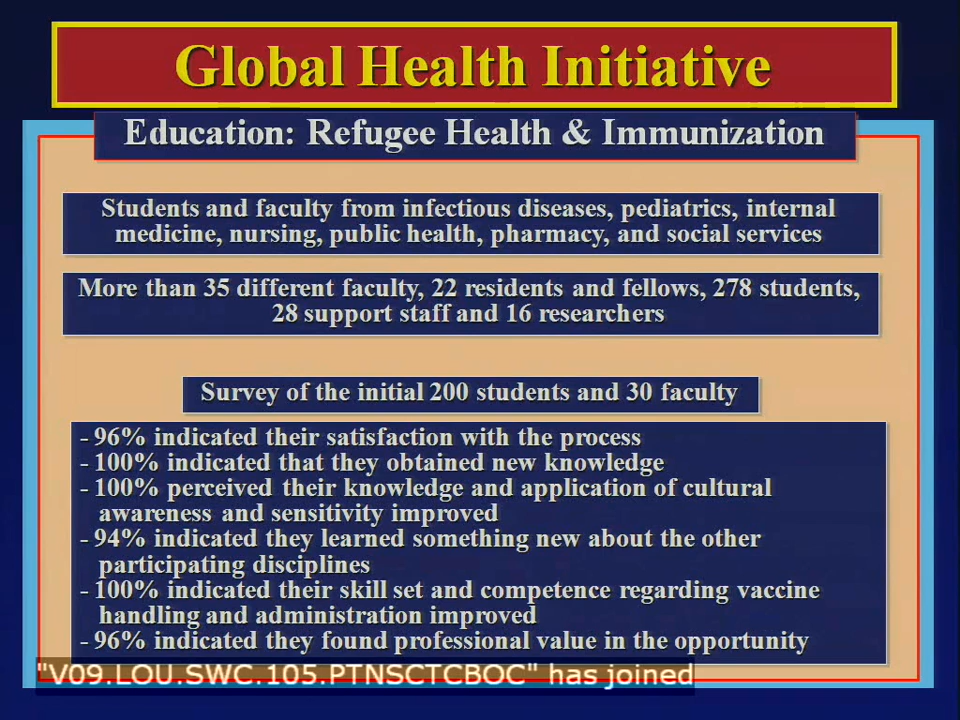 Global Health Initiative
Education: Refugee Health & Immunization
Students and faculty from infectious diseases, pediatrics, internal
medicine, nursing, public health, pharmacy, and social services
More than 35 different faculty, 22 residents and fellows, 278 students,
28 support staff and 16 researchers
Survey of the initial 200 students and 30 faculty
- 96% indicated their satisfaction with the process
- 100% indicated that they obtained new knowledge
- 100% perceived their knowledge and application of cultural
awareness and sensitivity improved
- 94% indicated they learned something new about the other
participating disciplines
- 100% indicated their skill set and competence regarding vaccine
handling and administration improved
- 96% indicated they found professional value in the opportunity
"V09.LOU.SWC.105.PTNSCTCBOC" has joined